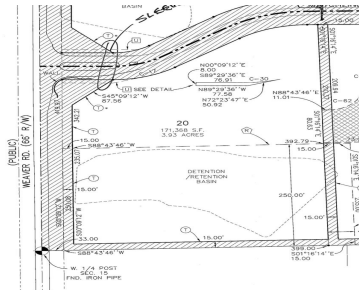 BASIN
SLEEV
15.00'
(T)
(U)
WALL
(U) SEE DETAIL
N00°09'12"E
8.00
S89°29'36"E
76.91
C-30
N89°29'36"W
77.58
N72°23'47"E
50.92
N88°43'46"E
11.01
S45°09'12"W
87.56
(PUBLIC)
WEAVER RD. (66' R/W)
20
171,368 S.F.
3.93 ACRES
(W)
S88°43'46"W
392.79
15.00'
DETENTION
/RETENTION
BASIN
250.00'
15.00'
15.00'
33.00
S88°43'46"W
(T)
15.00'
399.00
S01°16'14"E
15.00
W. 1/4 POST
SEC. 15
FND. IRON PIPE